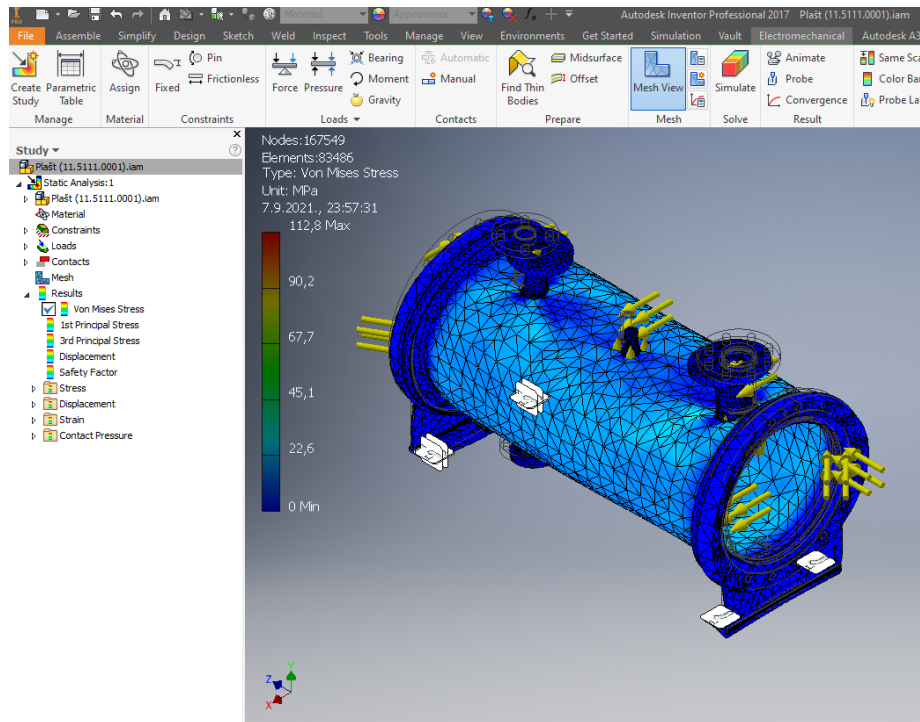 PRO
Material
Appearance
Autodesk Inventor Professional 2017 Plašt (11.5111.0001).iam
File Assemble Simplify Design Sketch Weld Inspect Tools Manage View Environments Get Started Simulation Vault Electromechanical Autodesk A3
Create Study
Parametric Table
Manage
Assign
Material
Fixed
Pin
Frictionless
Constraints
Force
Pressure
Bearing
Moment
Gravity
Loads
Automatic
Manual
Contacts
Find Thin Bodies
Midsurface
Offset
Prepare
Mesh View
Mesh
Simulate
Solve
Animate
Probe
Convergence
Result
Same Sca
Color Ba
Probe La
Study
Plašt (11.5111.0001).iam
Static Analysis:1
Plašt (11.5111.0001).iam
Material
Constraints
Loads
Contacts
Mesh
Results
Von Mises Stress
1st Principal Stress
3rd Principal Stress
Displacement
Safety Factor
Stress
Displacement
Strain
Contact Pressure
Nodes:167549
Elements:83486
Type: Von Mises Stress
Unit: MPa
7.9.2021., 23:57:31
112,8 Max
90,2
67,7
45,1
22,6
0 Min
Y
Z
X